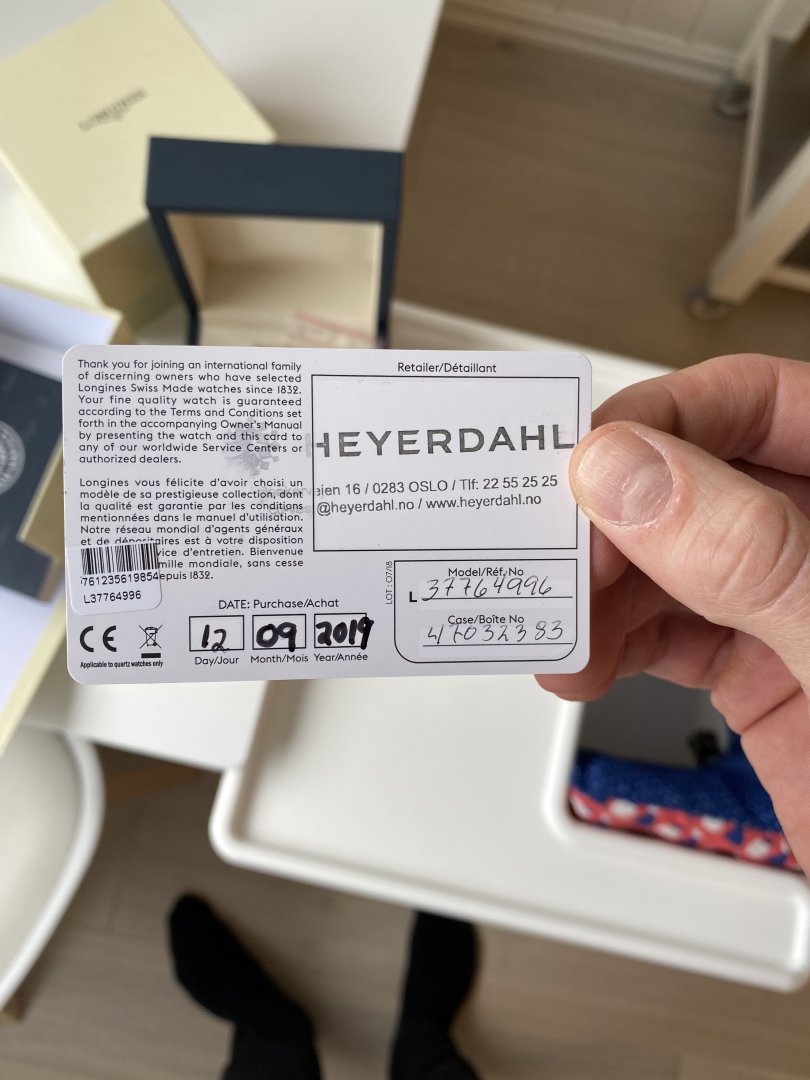 LONGINES
Thank you for joining an international family
of discerning owners who have selected
Longines Swiss Made watches since 1832.
Your fine quality watch is guaranteed
according to the Terms and Conditions set
forth in the accompanying Owner's Manual
by presenting the watch and this card to
any of our worldwide Service Centers or
authorized dealers.
Longines vous félicite d'avoir choisi un
modèle de sa prestigieuse collection, dont
la qualité est garantie par les conditions
mentionnées dans le manuel d'utilisation.
Notre réseau mondial d'agents généraux
et de dépositaires est à votre disposition
vice d'entretien. Bienvenue
mille mondiale, sans cesse
epuis 1832.
761235619854
L37764996
CE
Applicable to quartz watches only
DATE: Purchase/Achat
12 09 2019
Day/Jour Month/Mois Year/Année
Retailer/Détaillant
HEYERDAHL
eien 16 / 0283 OSLO / Tlf: 22 55 25 25
@heyerdahl.no / www.heyerdahl.no
LOT: 07/18
Model/Réf. No
L 37764996
Case/Boîte No
47032383